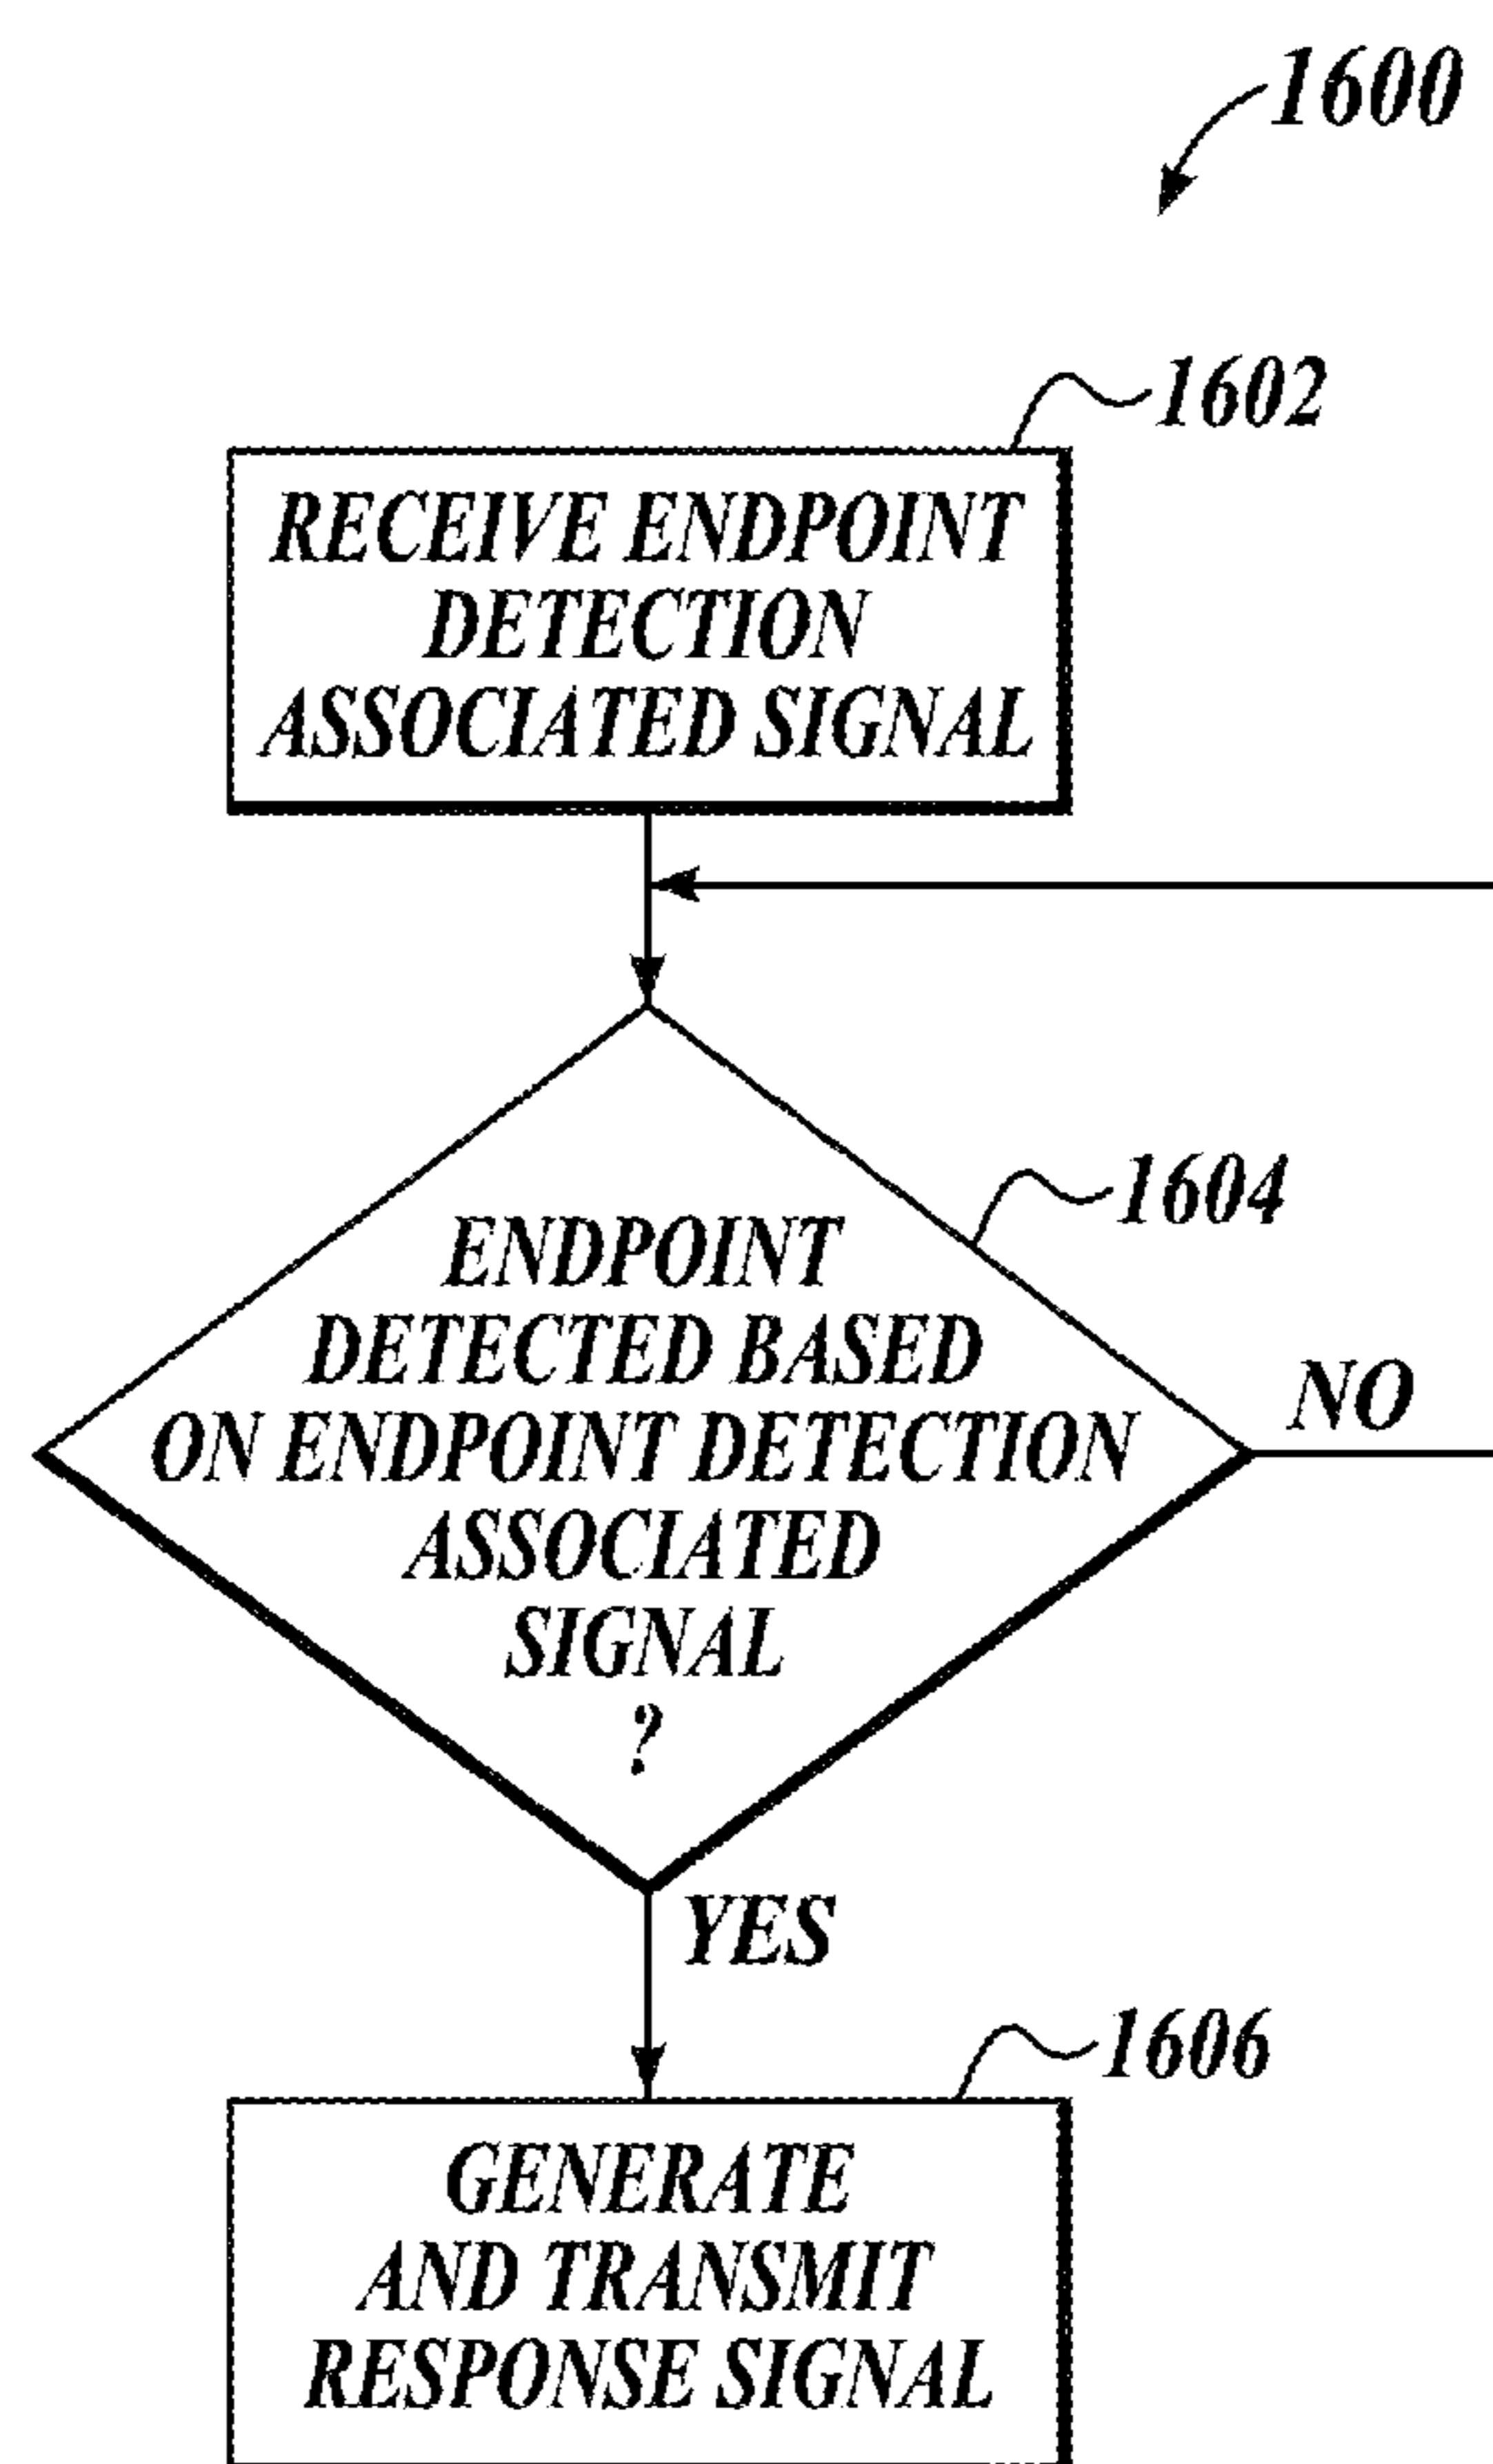 1600
1602
RECEIVE ENDPOINT
DETECTION
ASSOCIATED SIGNAL
1604
ENDPOINT
DETECTED BASED
ON ENDPOINT DETECTION
ASSOCIATED
SIGNAL
?
NO
YES
1606
GENERATE
AND TRANSMIT
RESPONSE SIGNAL